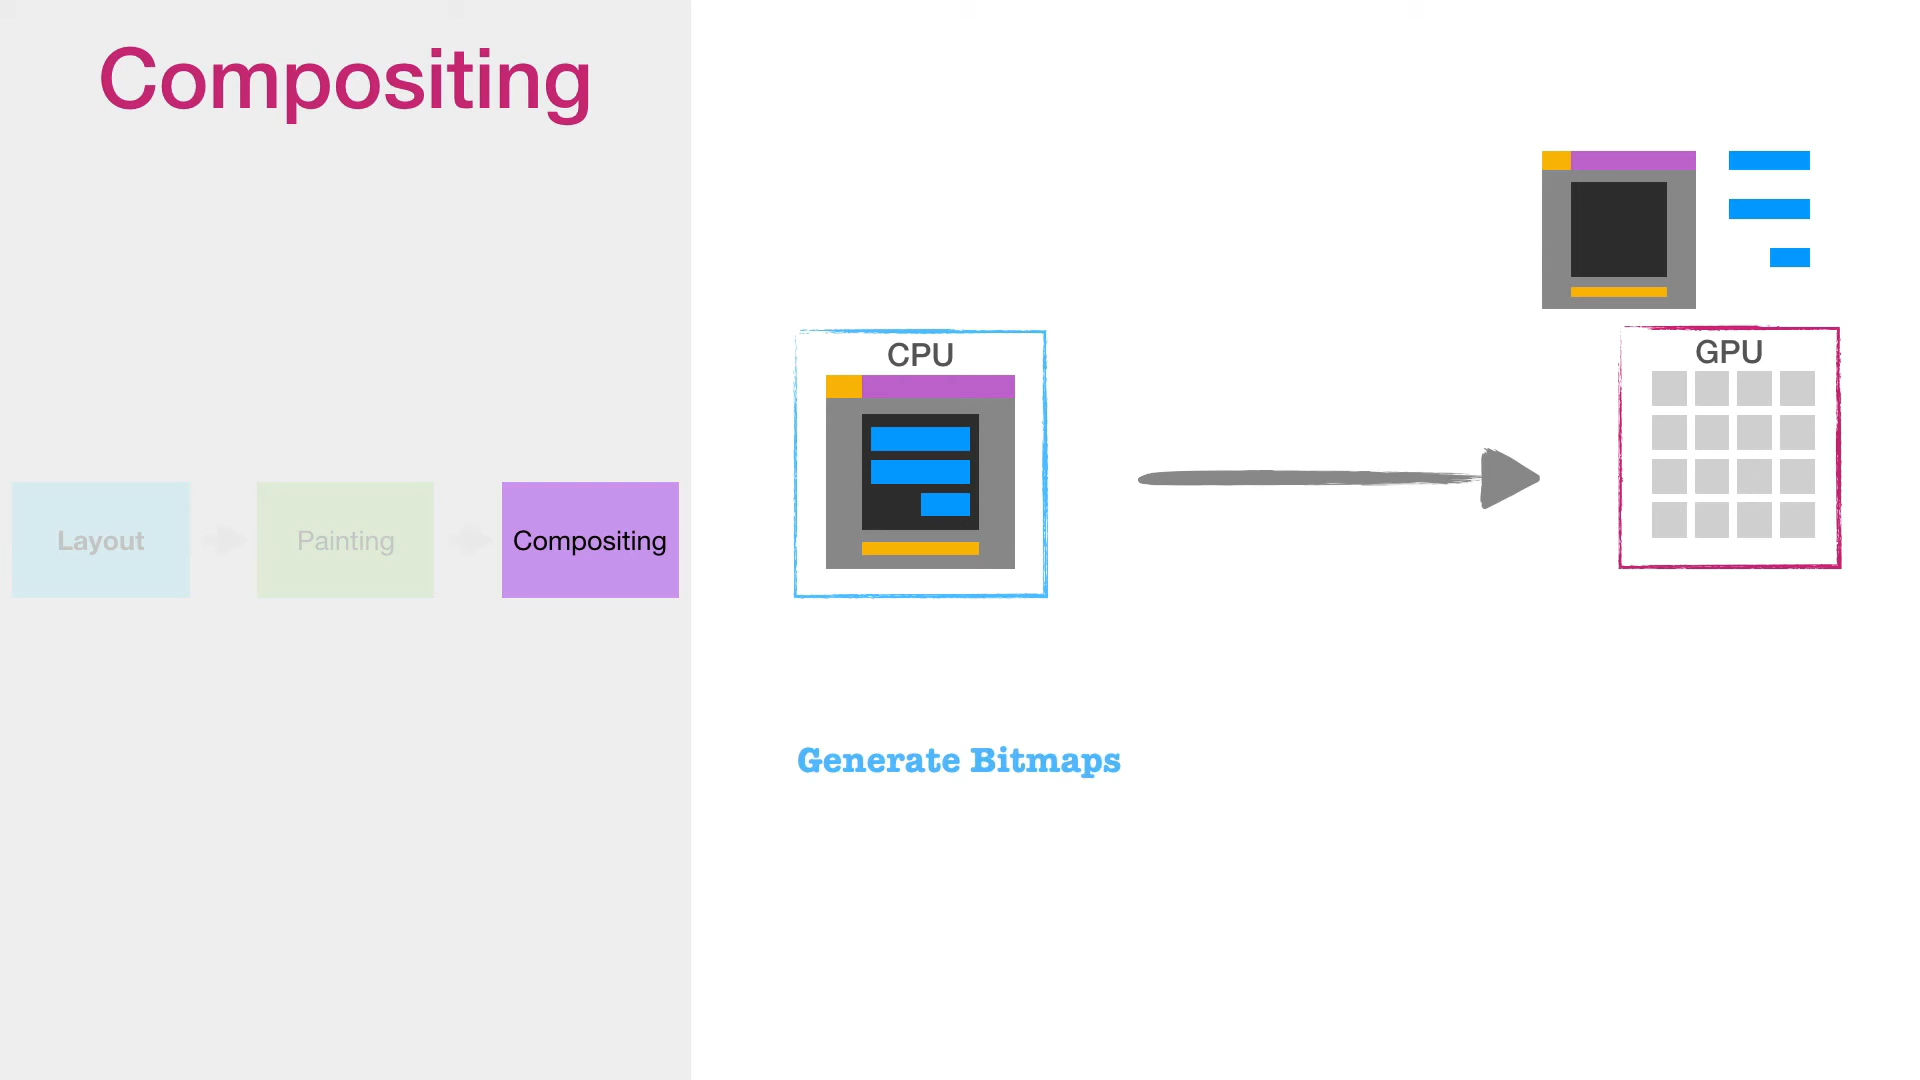 Compositing
Layout
Painting
Compositing
CPU
GPU
Generate Bitmaps